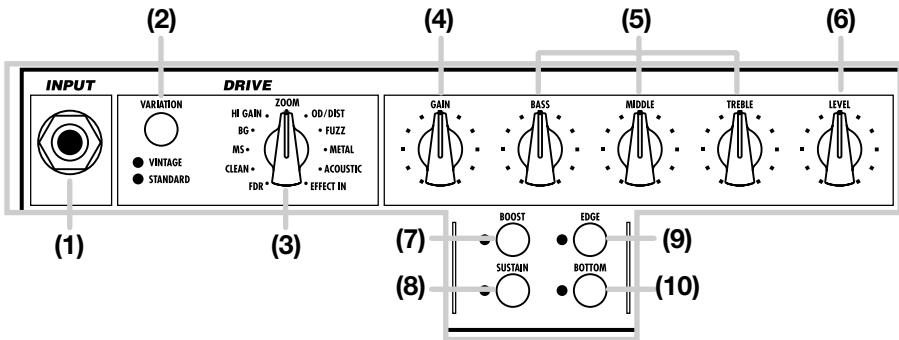 (2) (4) (5) (6)
INPUT DRIVE
VARIATION
ZOOM
HI GAIN OD/DIST
BG FUZZ
MS METAL
CLEAN ACOUSTIC
FDR EFFECT IN
VINTAGE
STANDARD
GAIN BASS MIDDLE TREBLE LEVEL
(1) (3)
BOOST EDGE
(7) (9)
SUSTAIN BOTTOM
(8) (10)